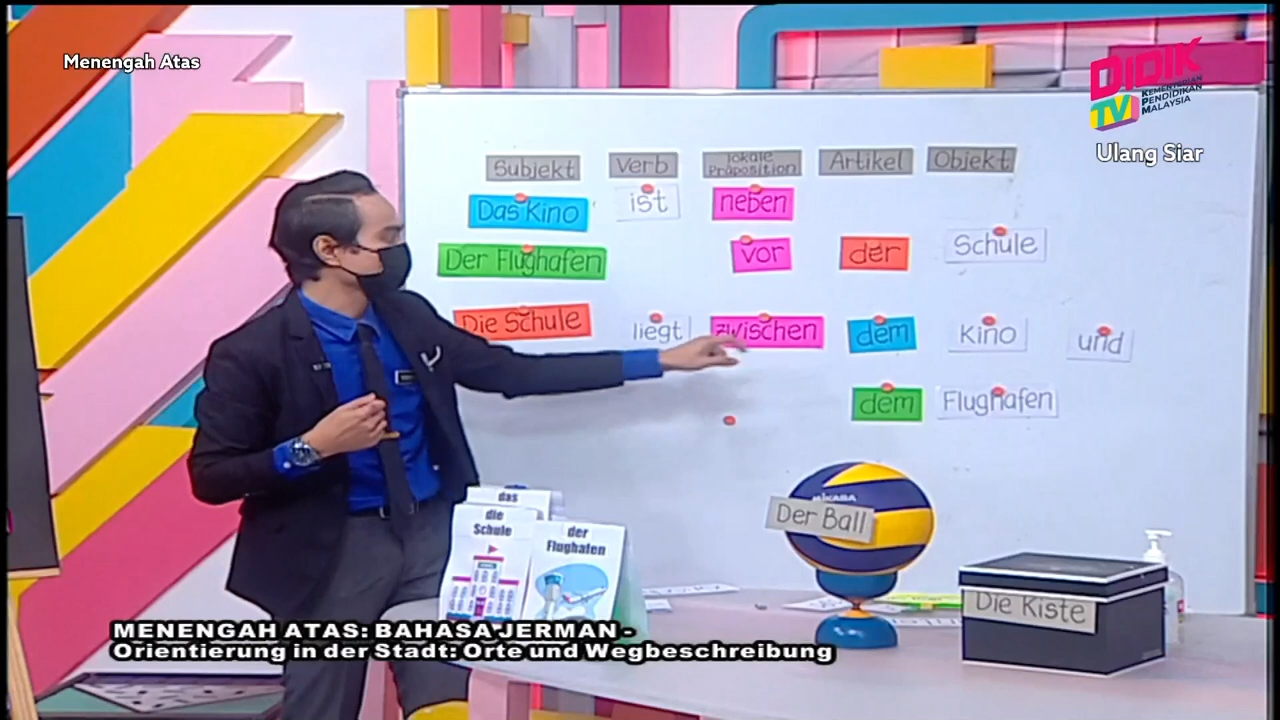 Menengah Atas
DIDIK
TV
KEMENTERIAN
PENDIDIKAN
MALAYSIA
Ulang Siar
Subjekt Verb lokale Präposition Artikel Objekt
Das Kino ist neben
Der Flughafen vor der Schule
Die Schule liegt zwischen dem Kino und
dem Flughafen
MIKASA
Der Ball
das
die Schule
der Flughafen
Die Kiste
MENENGAH ATAS: BAHASA JERMAN -
Orientierung in der Stadt: Orte und Wegbeschreibung